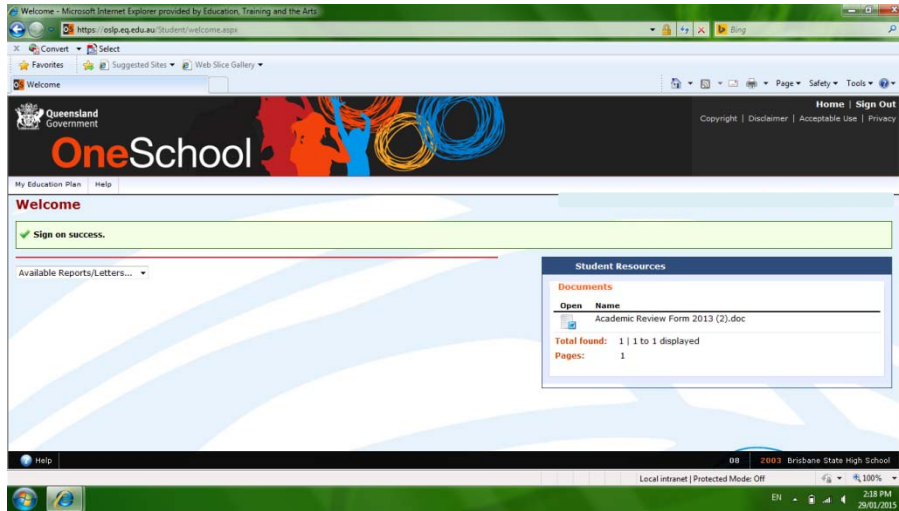 Welcome - Microsoft Internet Explorer provided by Education, Training and the Arts
https://oslp.eq.edu.au/Student/welcome.aspx
Bing
X Convert Select
Favorites Suggested Sites Web Slice Gallery
Welcome
Page Safety Tools
Queensland
Government
Home | Sign Out
Copyright | Disclaimer | Acceptable Use | Privacy
OneSchool
My Education Plan Help
Welcome
Sign on success.
Available Reports/Letters...
Student Resources
Documents
Open Name
Academic Review Form 2013 (2).doc
Total found: 1 | 1 to 1 displayed
Pages: 1
Help
08 2003 Brisbane State High School
Local intranet | Protected Mode: Off
100%
EN
2:18 PM
29/01/2015